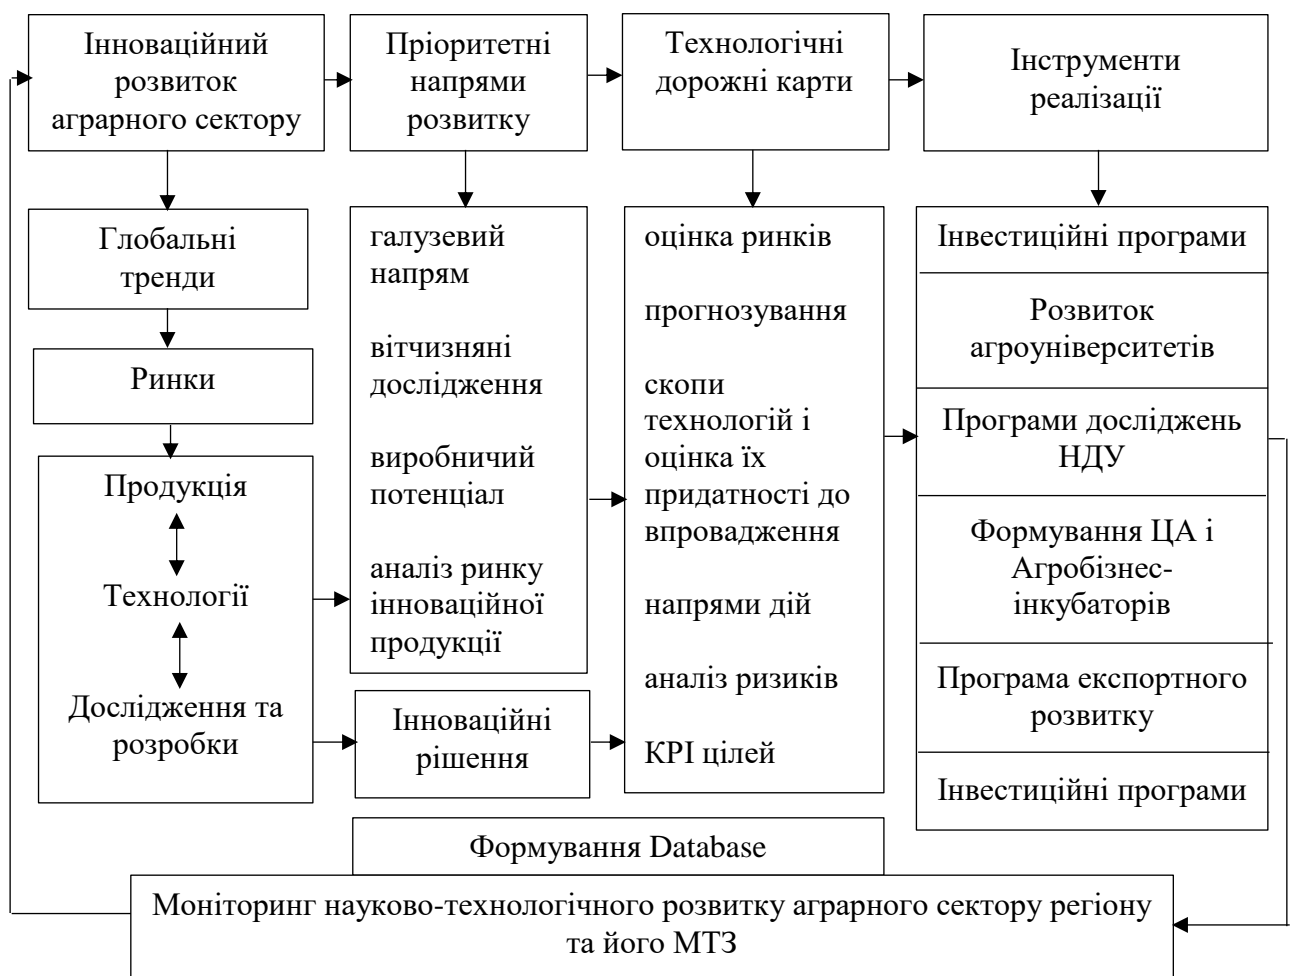 Інноваційний
розвиток
аграрного сектору
Пріоритетні
напрями
розвитку
Технологічні
дорожні карти
Інструменти
реалізації
Глобальні
тренди
Ринки
Продукція
Технології
Дослідження та
розробки
галузевий
напрям
вітчизняні
дослідження
виробничий
потенціал
аналіз ринку
інноваційної
продукції
Інноваційні
рішення
оцінка ринків
прогнозування
скопи
технологій і
оцінка їх
придатності до
впровадження
напрями дій
аналіз ризиків
КРІ цілей
Інвестиційні програми
Розвиток
агроуніверситетів
Програми досліджень
НДУ
Формування ЦА і
Агробізнес-
інкубаторів
Програма експортного
розвитку
Інвестиційні програми
Формування Database
Моніторинг науково-технологічного розвитку аграрного сектору регіону
та його МТЗ